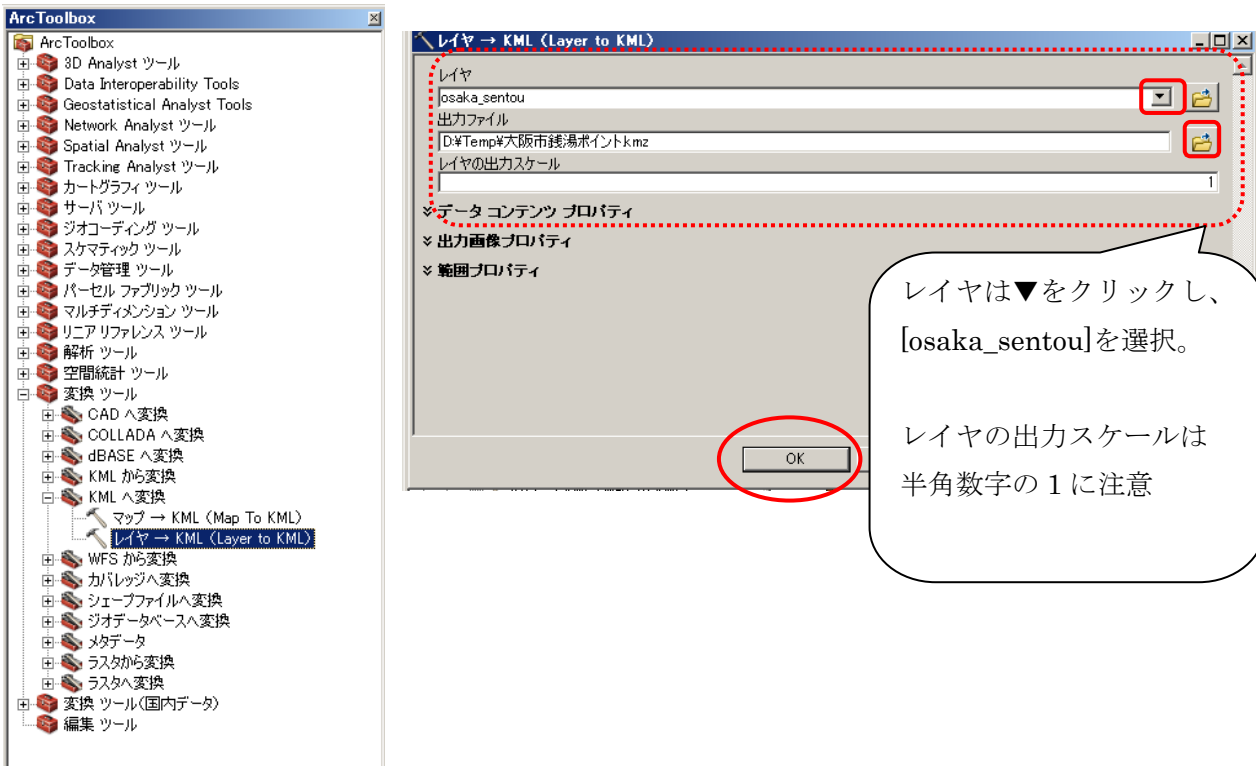 ArcToolbox
ArcToolbox
3D Analyst ツール
Data Interoperability Tools
Geostatistical Analyst Tools
Network Analyst ツール
Spatial Analyst ツール
Tracking Analyst ツール
カートグラフィ ツール
サーバ ツール
ジオコーディング ツール
スケマティック ツール
データ管理 ツール
パーセル ファブリック ツール
マルチディメンション ツール
リニア リファレンス ツール
解析 ツール
空間統計 ツール
変換 ツール
CAD へ変換
COLLADA へ変換
dBASE へ変換
KML から変換
KML へ変換
マップ → KML (Map To KML)
レイヤ → KML (Layer to KML)
WFS から変換
カバレッジへ変換
シェープファイルへ変換
ジオデータベースへ変換
メタデータ
ラスタから変換
ラスタへ変換
変換 ツール(国内データ)
編集 ツール
レイヤ → KML (Layer to KML)
レイヤ
osaka_sentou
出力ファイル
D:¥Temp¥大阪市銭湯ポイント.kmz
レイヤの出力スケール
1
データ コンテンツ プロパティ
出力画像プロパティ
範囲プロパティ
OK
レイヤは▼をクリックし、
[osaka_sentou]を選択。
レイヤの出力スケールは
半角数字の 1 に注意